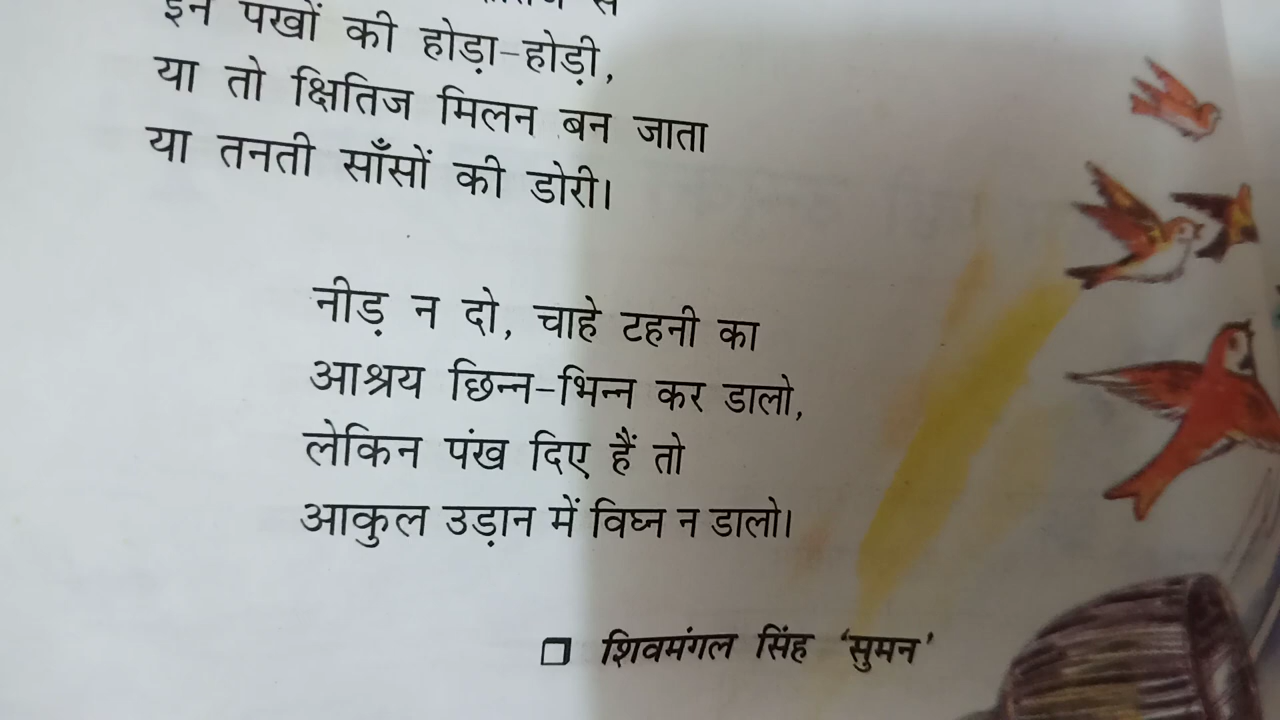 इन पंखों की होड़ा-होड़ी,
या तो क्षितिज मिलन बन जाता
या तनती साँसों की डोरी।
नीड़ न दो, चाहे टहनी का
आश्रय छिन्न-भिन्न कर डालो,
लेकिन पंख दिए हैं तो
आकुल उड़ान में विघ्न न डालो।
□ शिवमंगल सिंह 'सुमन'